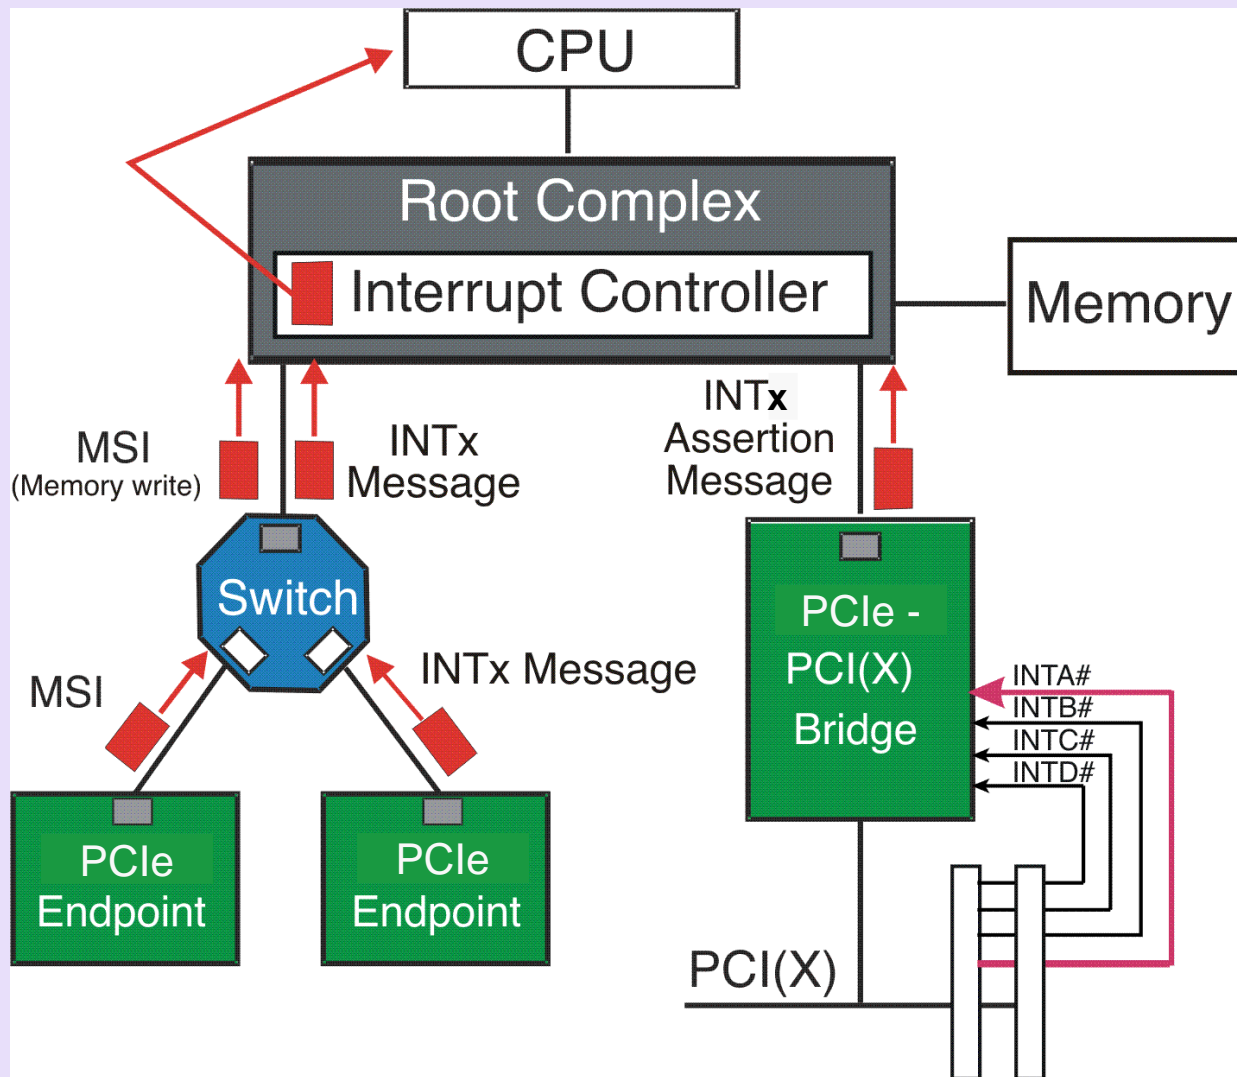 CPU
Root Complex
Interrupt Controller
Memory
MSI
(Memory write)
INTx
Message
INTx
Assertion
Message
Switch
PCIe -
PCI(X)
Bridge
MSI
INTx Message
INTA#
INTB#
INTC#
INTD#
PCIe
Endpoint
PCIe
Endpoint
PCI(X)